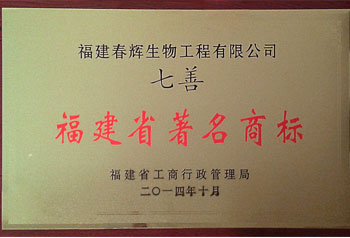 福建春辉生物工程有限公司
七善
福建省著名商标
福建省工商行政管理局
二〇一四年十月